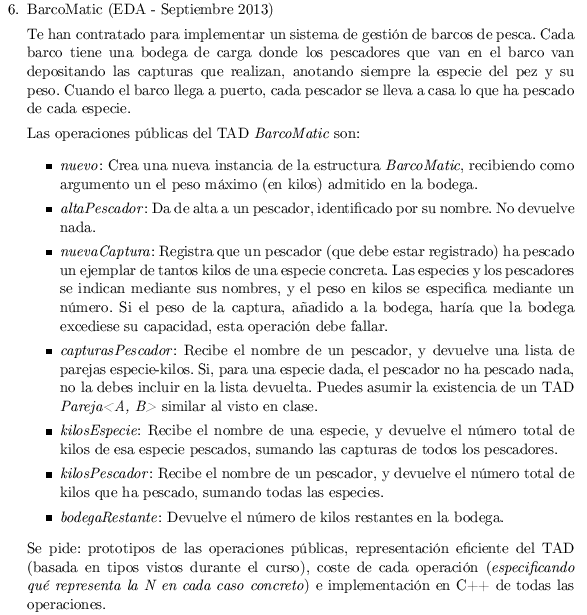 6. BarcoMatic (EDA - Septiembre 2013)
Te han contratado para implementar un sistema de gestión de barcos de pesca. Cada
barco tiene una bodega de carga donde los pescadores que van en el barco van
depositando las capturas que realizan, anotando siempre la especie del pez y su
peso. Cuando el barco llega a puerto, cada pescador se lleva a casa lo que ha pescado
de cada especie.
Las operaciones públicas del TAD BarcoMatic son:
▪ nuevo: Crea una nueva instancia de la estructura BarcoMatic, recibiendo como
argumento un el peso máximo (en kilos) admitido en la bodega.
▪ altaPescador: Da de alta a un pescador, identificado por su nombre. No devuelve
nada.
▪ nuevaCaptura: Registra que un pescador (que debe estar registrado) ha pescado
un ejemplar de tantos kilos de una especie concreta. Las especies y los pescadores
se indican mediante sus nombres, y el peso en kilos se especifica mediante un
número. Si el peso de la captura, añadido a la bodega, haría que la bodega
excediese su capacidad, esta operación debe fallar.
▪ capturasPescador: Recibe el nombre de un pescador, y devuelve una lista de
parejas especie-kilos. Si, para una especie dada, el pescador no ha pescado nada,
no la debes incluir en la lista devuelta. Puedes asumir la existencia de un TAD
Pareja<A, B> similar al visto en clase.
▪ kilosEspecie: Recibe el nombre de una especie, y devuelve el número total de
kilos de esa especie pescados, sumando las capturas de todos los pescadores.
▪ kilosPescador: Recibe el nombre de un pescador, y devuelve el número total de
kilos que ha pescado, sumando todas las especies.
▪ bodegaRestante: Devuelve el número de kilos restantes en la bodega.
Se pide: prototipos de las operaciones públicas, representación eficiente del TAD
(basada en tipos vistos durante el curso), coste de cada operación (especificando
qué representa la N en cada caso concreto) e implementación en C++ de todas las
operaciones.